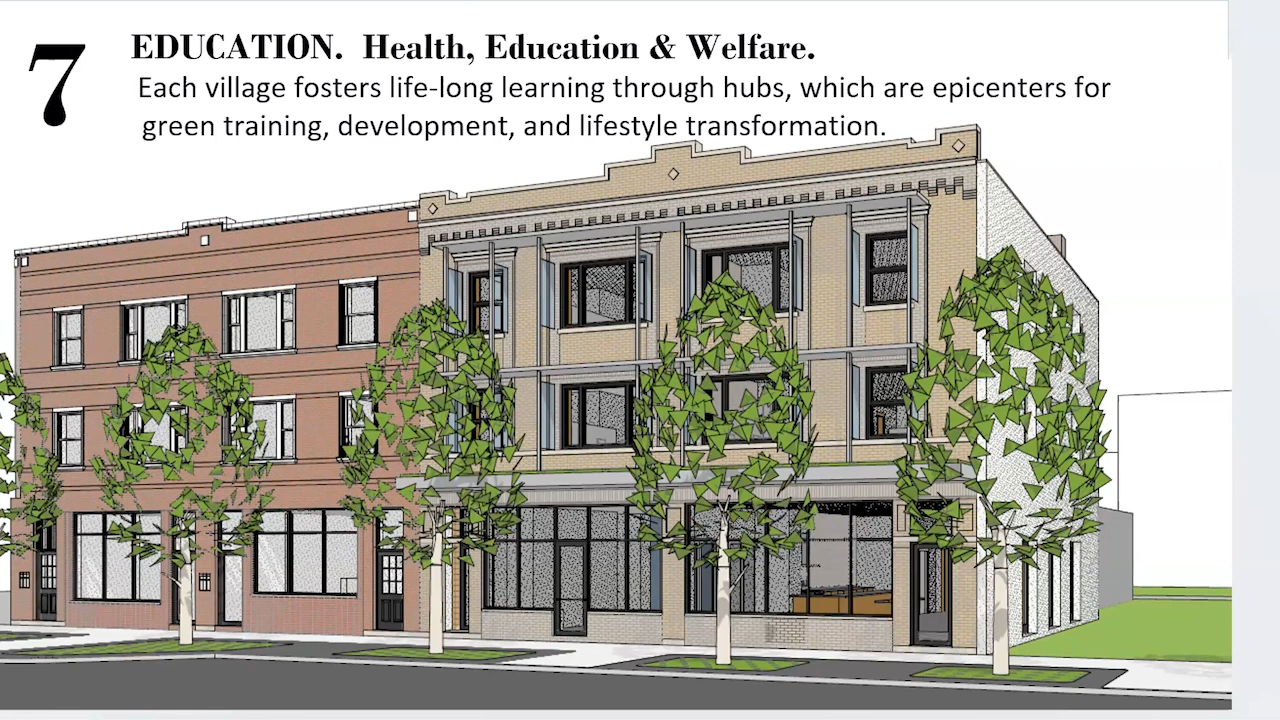 7
EDUCATION. Health, Education & Welfare.
Each village fosters life-long learning through hubs, which are epicenters for
green training, development, and lifestyle transformation.